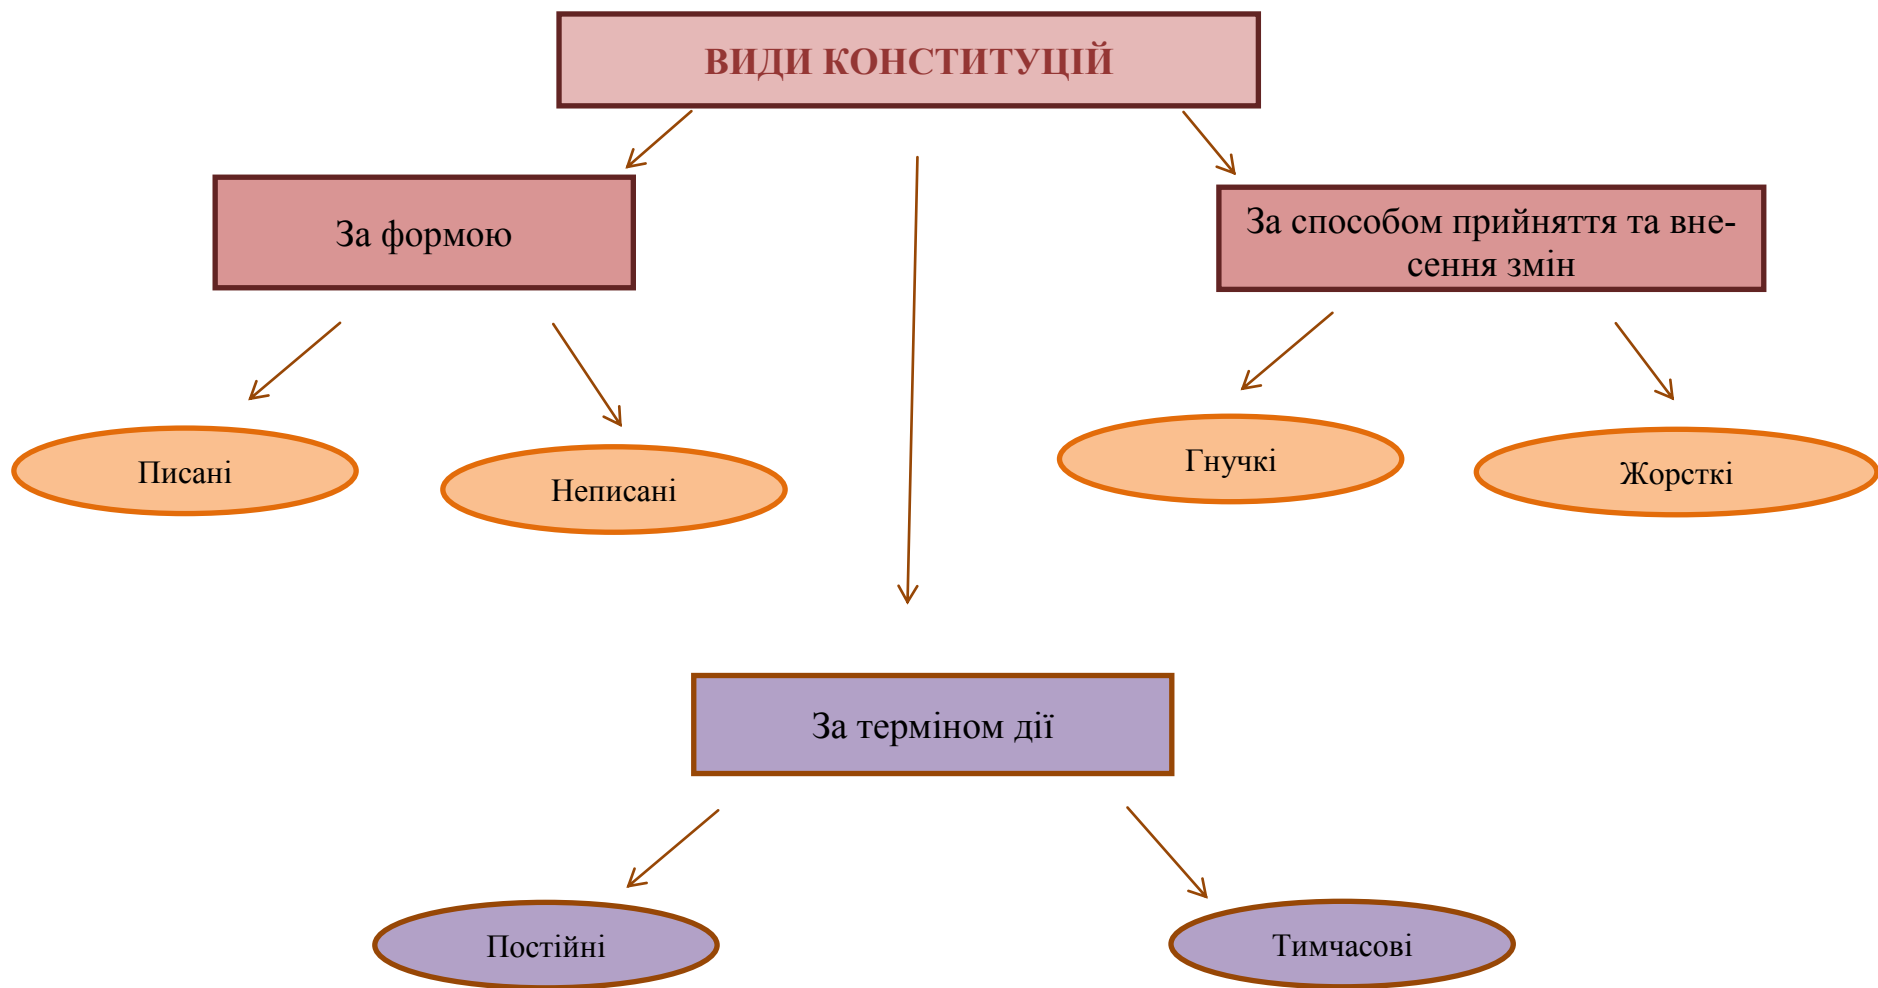 ВИДИ КОНСТИТУЦІЙ
За формою
За способом прийняття та вне-
сення змін
Писані
Неписані
Гнучкі
Жорсткі
За терміном дії
Постійні
Тимчасові